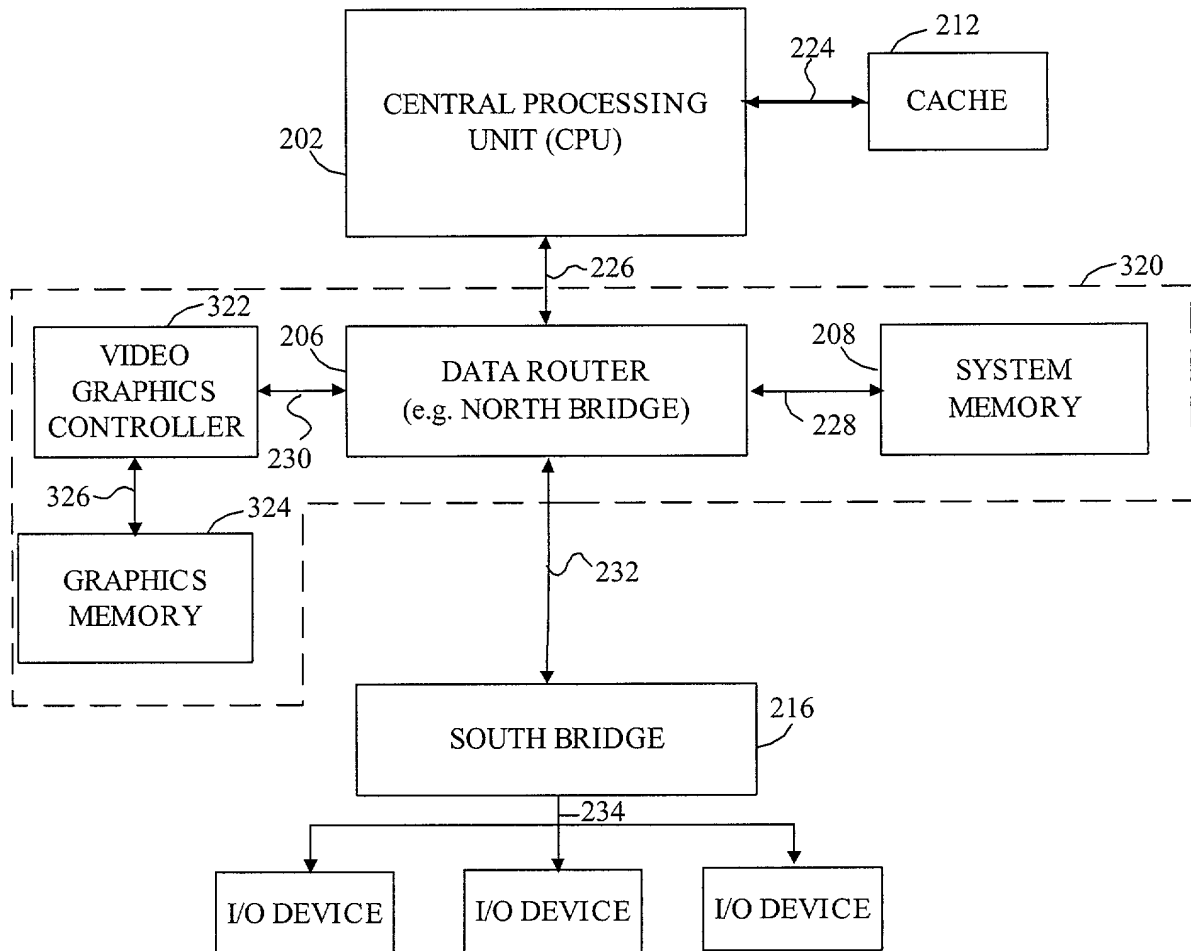 212
224
CACHE
CENTRAL PROCESSING
UNIT (CPU)
202
226
320
322
206
208
VIDEO
GRAPHICS
CONTROLLER
DATA ROUTER
(e.g. NORTH BRIDGE)
SYSTEM
MEMORY
230
228
326
324
GRAPHICS
MEMORY
232
216
SOUTH BRIDGE
234
I/O DEVICE
I/O DEVICE
I/O DEVICE